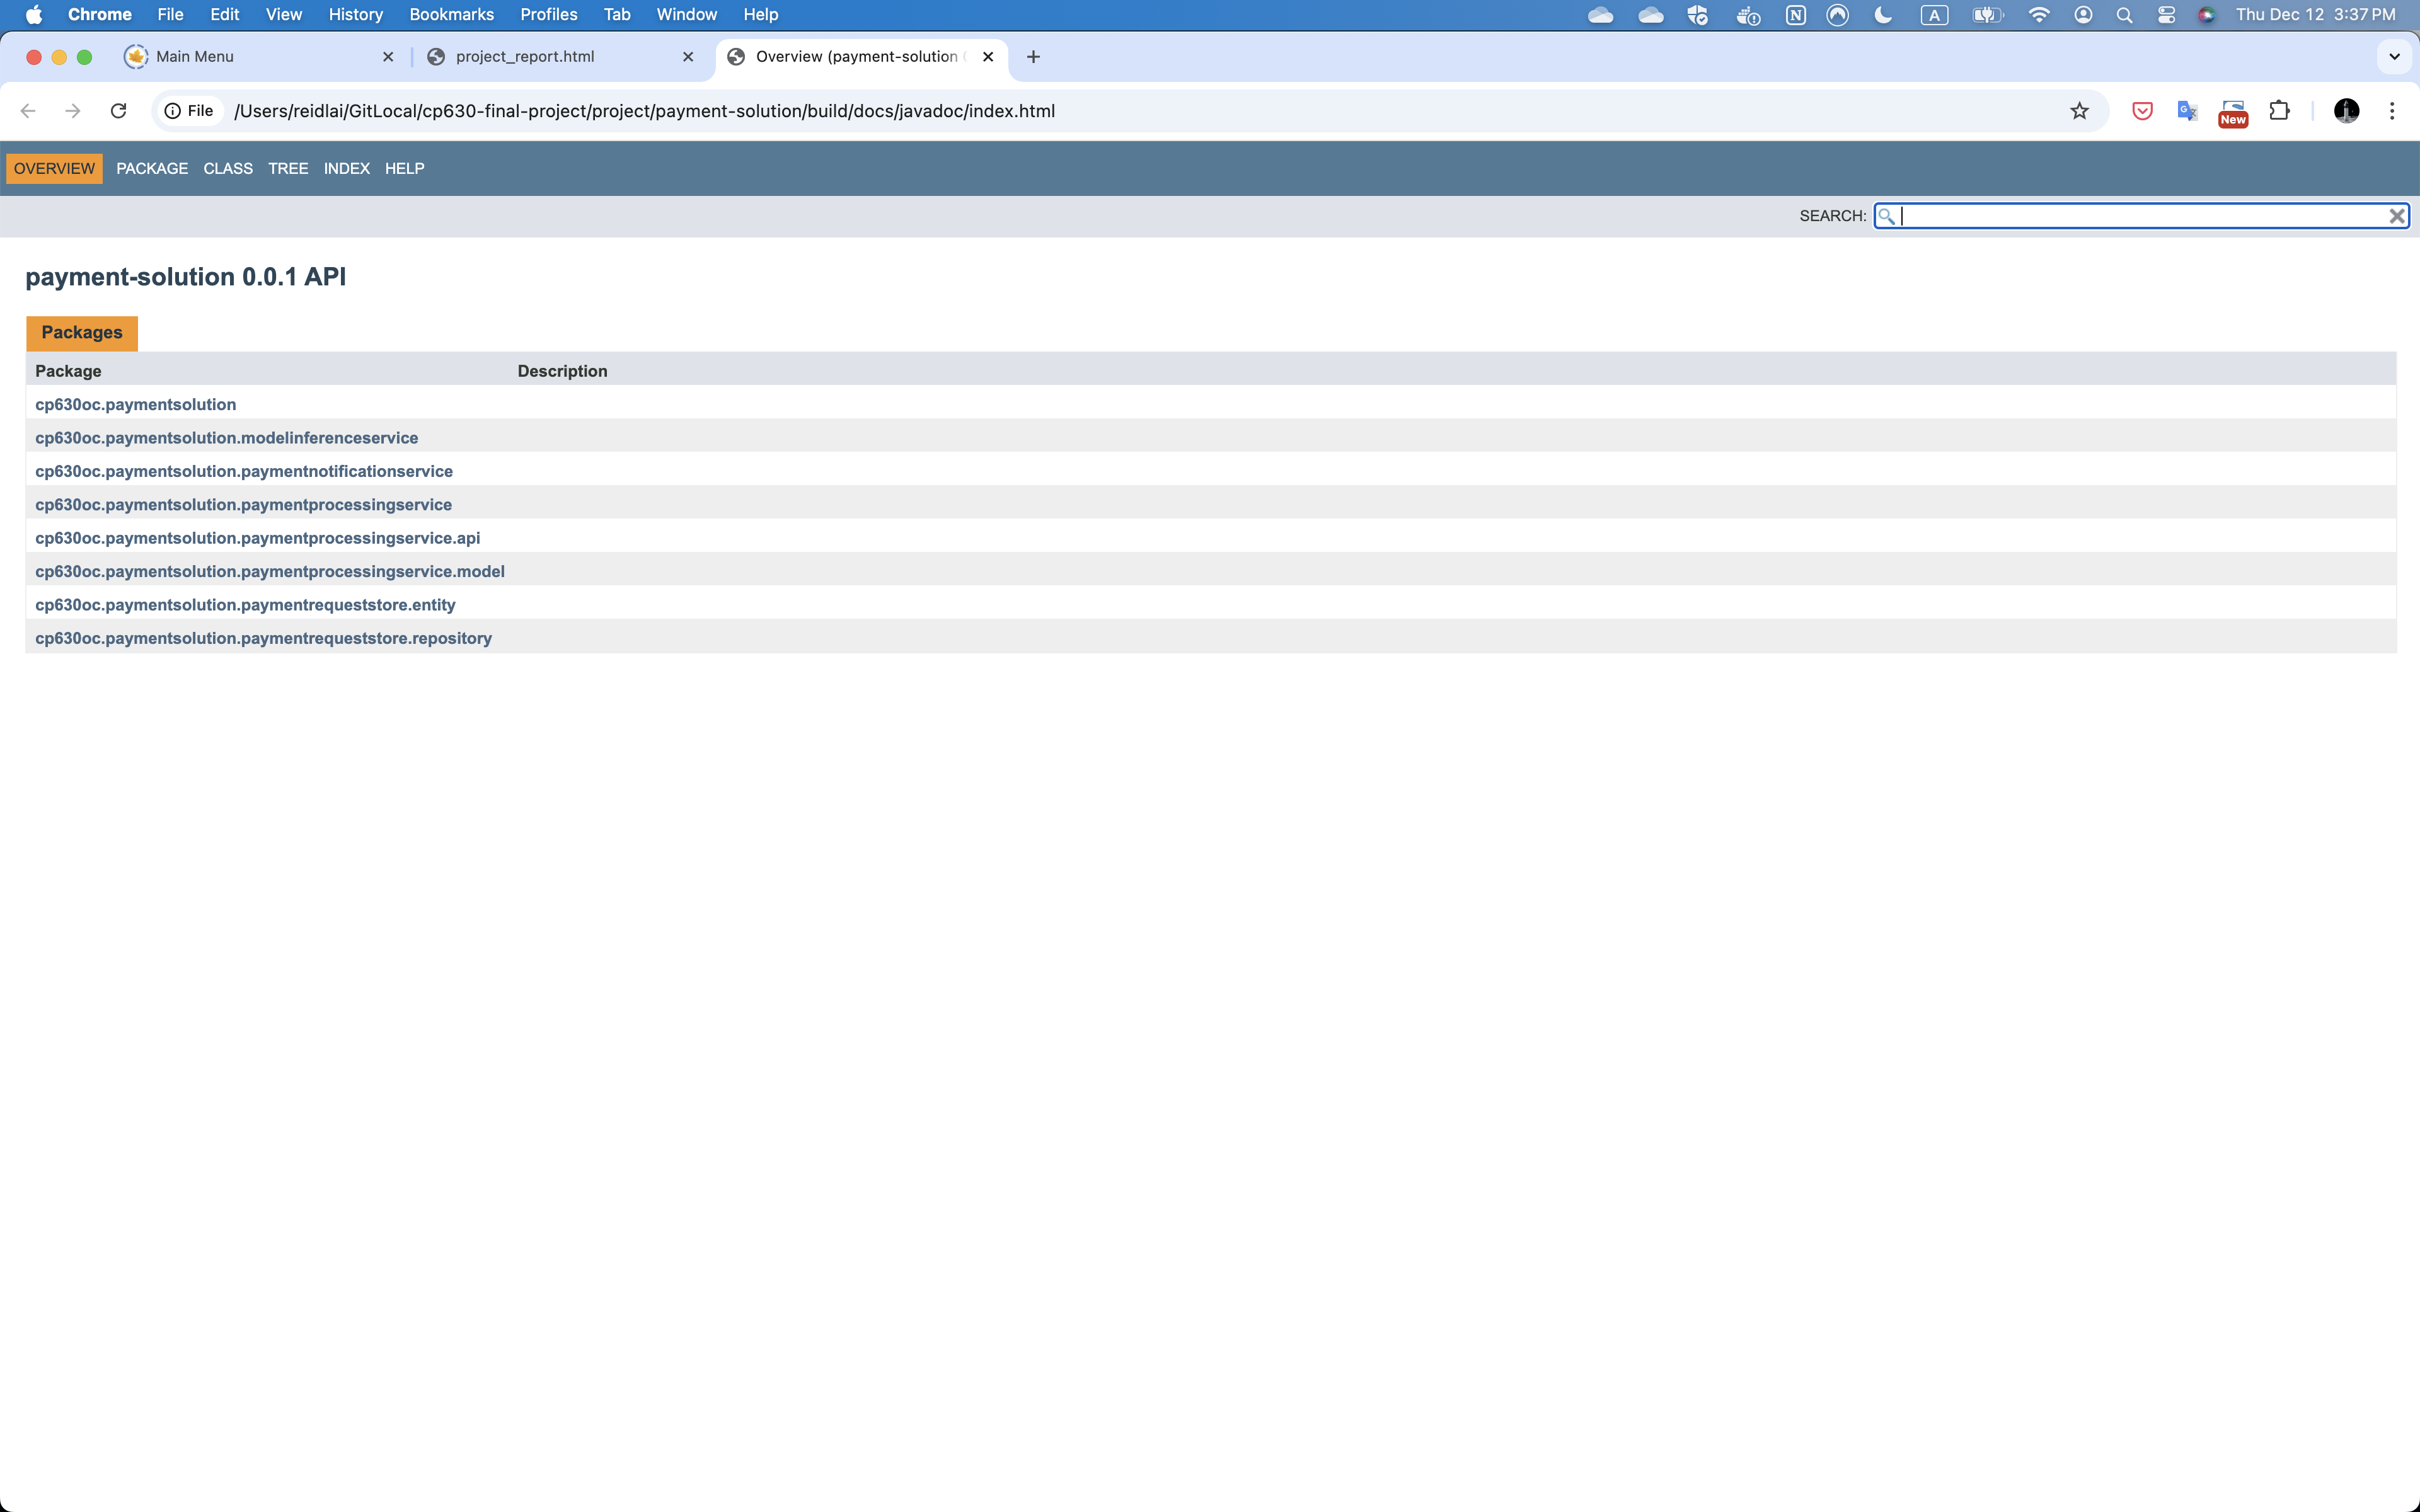 Chrome File Edit View History Bookmarks Profiles Tab Window Help A Thu Dec 12 3:37 PM
Main Menu project_report.html Overview (payment-solution
File /Users/reidlai/GitLocal/cp630-final-project/project/payment-solution/build/docs/javadoc/index.html New
OVERVIEW PACKAGE CLASS TREE INDEX HELP
SEARCH:
payment-solution 0.0.1 API
Packages
Package Description
cp630oc.paymentsolution
cp630oc.paymentsolution.modelinferenceservice
cp630oc.paymentsolution.paymentnotificationservice
cp630oc.paymentsolution.paymentprocessingservice
cp630oc.paymentsolution.paymentprocessingservice.api
cp630oc.paymentsolution.paymentprocessingservice.model
cp630oc.paymentsolution.paymentrequeststore.entity
cp630oc.paymentsolution.paymentrequeststore.repository